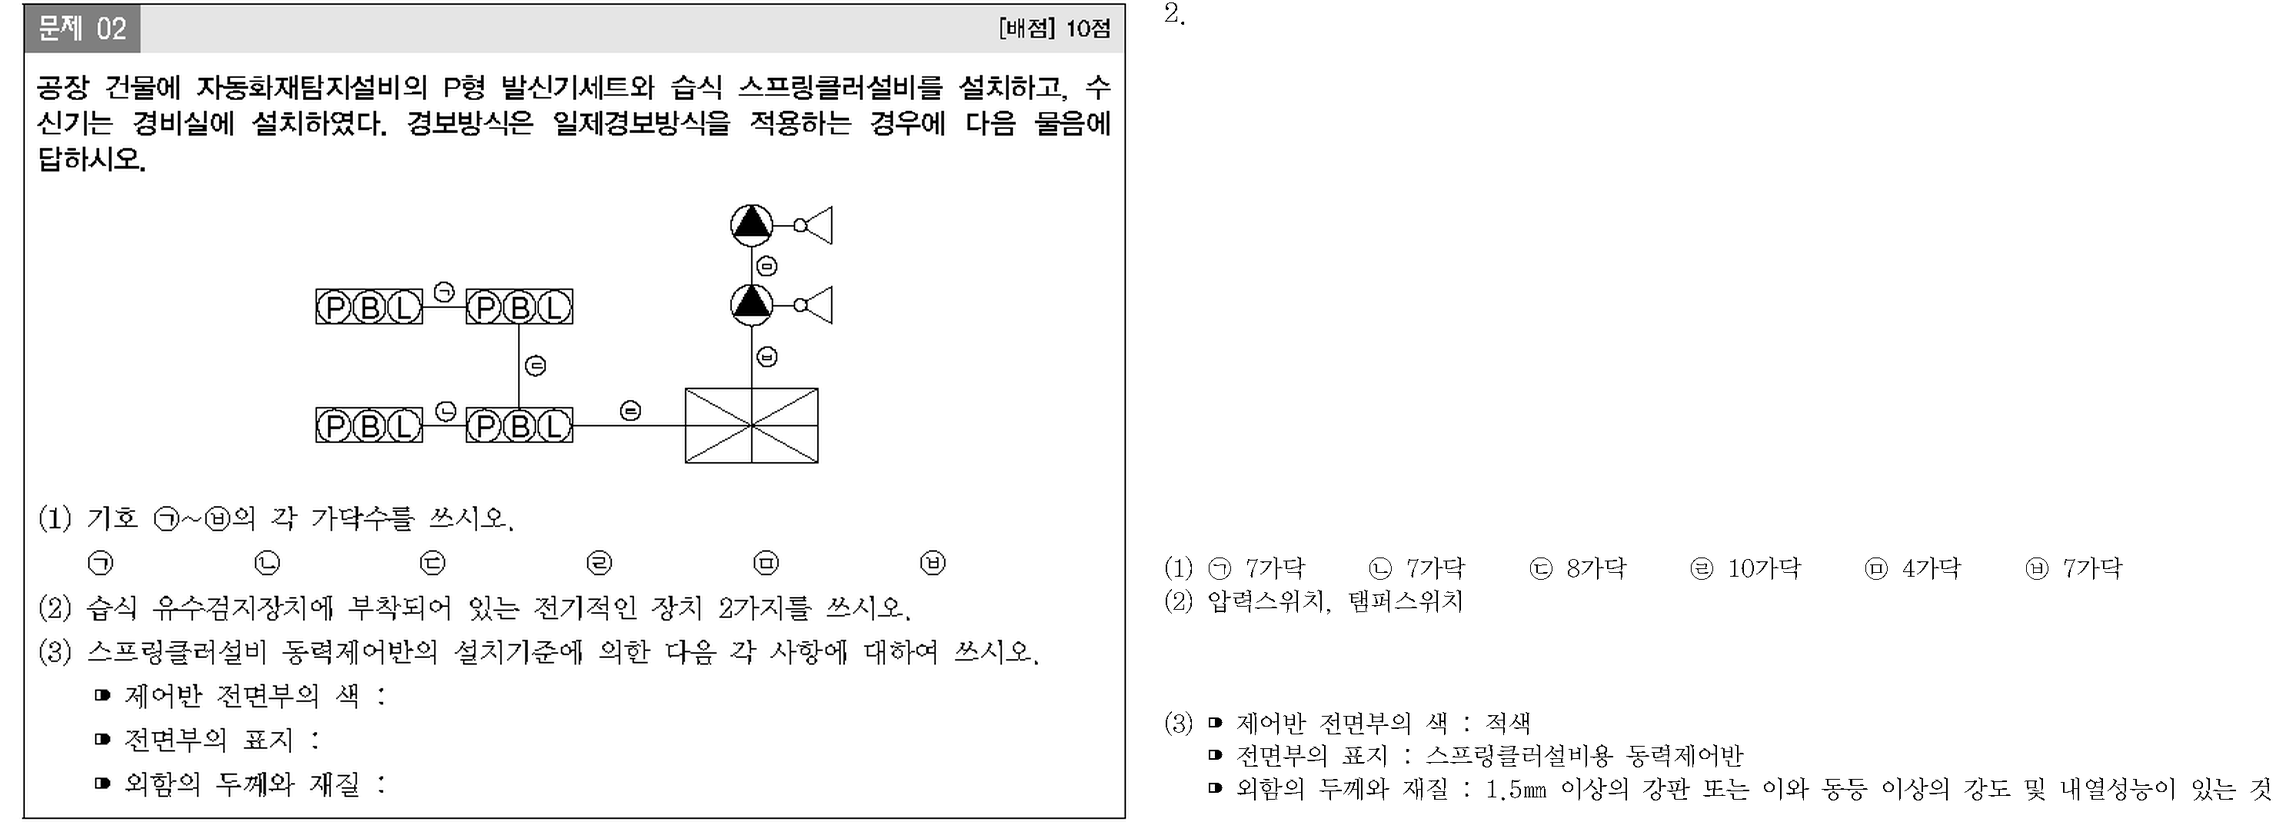 문제 02
[배점] 10점
공장 건물에 자동화재탐지설비의 P형 발신기세트와 습식 스프링클러설비를 설치하고, 수
신기는 경비실에 설치하였다. 경보방식은 일제경보방식을 적용하는 경우에 다음 물음에
답하시오.
㉤
㉠
PBL PBL
㉥
㉢
㉡ ㉣
PBL PBL
(1) 기호 ㉠~㉥의 각 가닥수를 쓰시오.
㉠ ㉡ ㉢ ㉣ ㉤ ㉥
(2) 습식 유수검지장치에 부착되어 있는 전기적인 장치 2가지를 쓰시오.
(3) 스프링클러설비 동력제어반의 설치기준에 의한 다음 각 사항에 대하여 쓰시오.
제어반 전면부의 색 :
전면부의 표지 :
외함의 두께와 재질 :
2.
(1) ㉠ 7가닥 ㉡ 7가닥 ㉢ 8가닥 ㉣ 10가닥 ㉤ 4가닥 ㉥ 7가닥
(2) 압력스위치, 탬퍼스위치
(3) 제어반 전면부의 색 : 적색
전면부의 표지 : 스프링클러설비용 동력제어반
외함의 두께와 재질 : 1.5㎜ 이상의 강판 또는 이와 동등 이상의 강도 및 내열성능이 있는 것